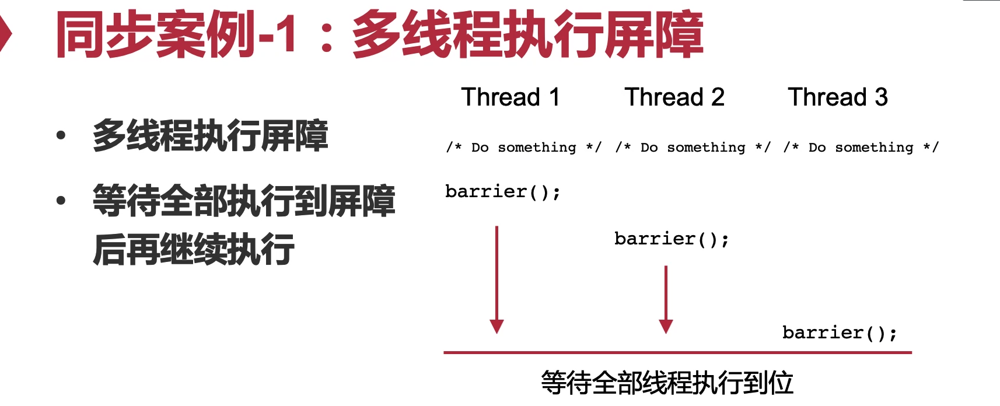 同步案例-1：多线程执行屏障
• 多线程执行屏障
• 等待全部执行到屏障
后再继续执行
Thread 1 Thread 2 Thread 3
/* Do something */ /* Do something */ /* Do something */
barrier();
barrier();
barrier();
等待全部线程执行到位